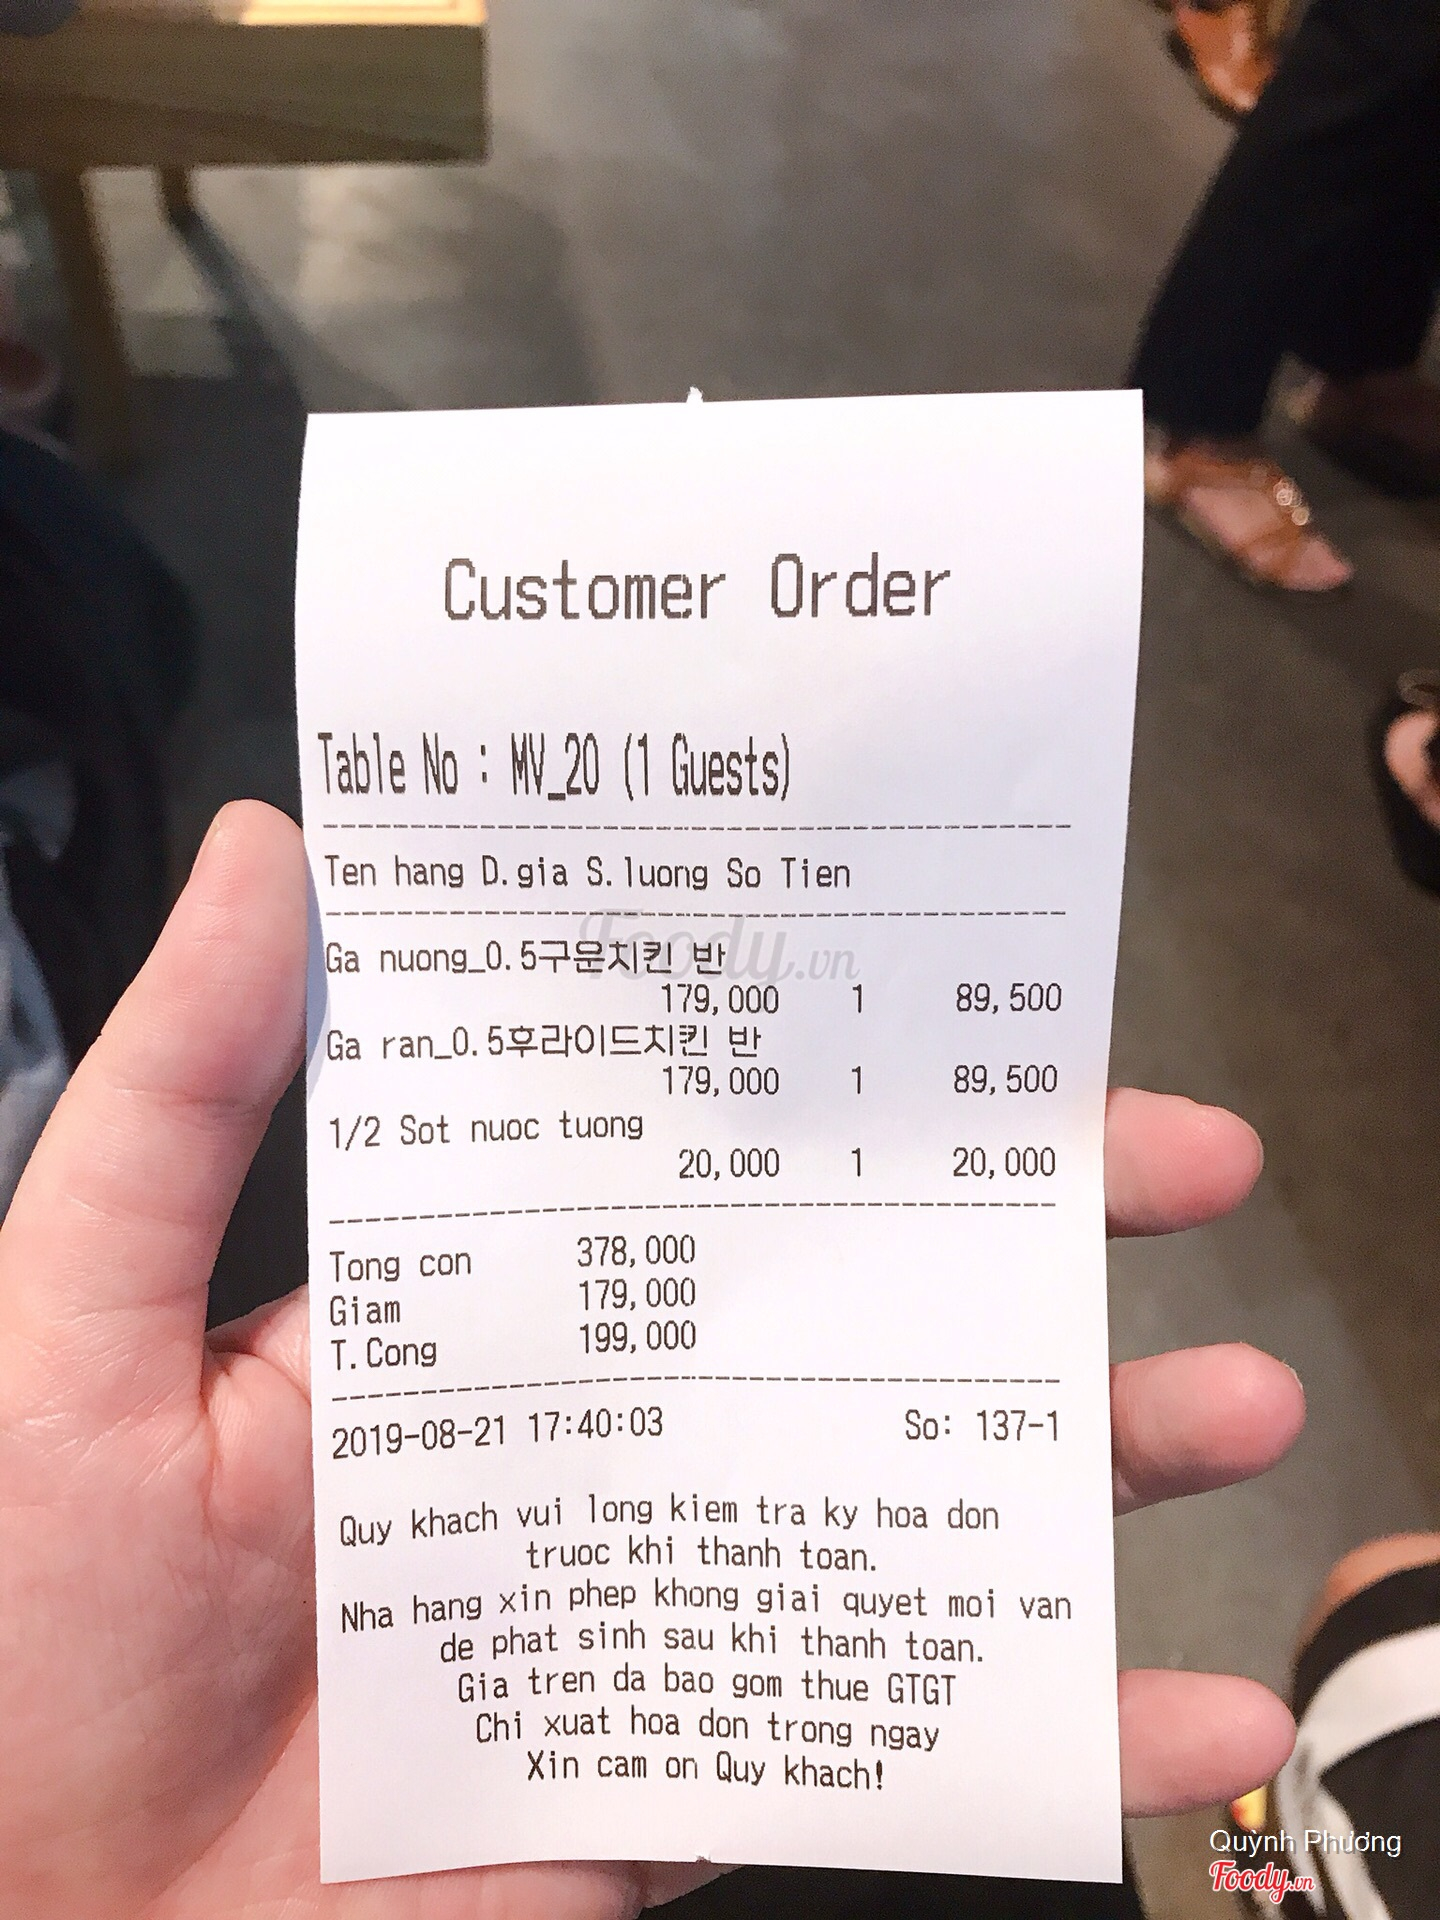 Customer Order
Table No : MV_20 (1 Guests)
Ten hang D.gia S.luong So Tien
Ga nuong_0.5구운치킨 반
179,000 1 89,500
Ga ran_0.5후라이드치킨 반
179,000 1 89,500
1/2 Sot nuoc tuong
20,000 1 20,000
Tong con 378,000
Giam 179,000
T.Cong 199,000
2019-08-21 17:40:03 So: 137-1
Quy khach vui long kiem tra ky hoa don
truoc khi thanh toan.
Nha hang xin phep khong giai quyet moi van
de phat sinh sau khi thanh toan.
Gia tren da bao gom thue GTGT
Chi xuat hoa don trong ngay
Xin cam on Quy khach!
Foody.vn
Quỳnh Phương
Foody.vn